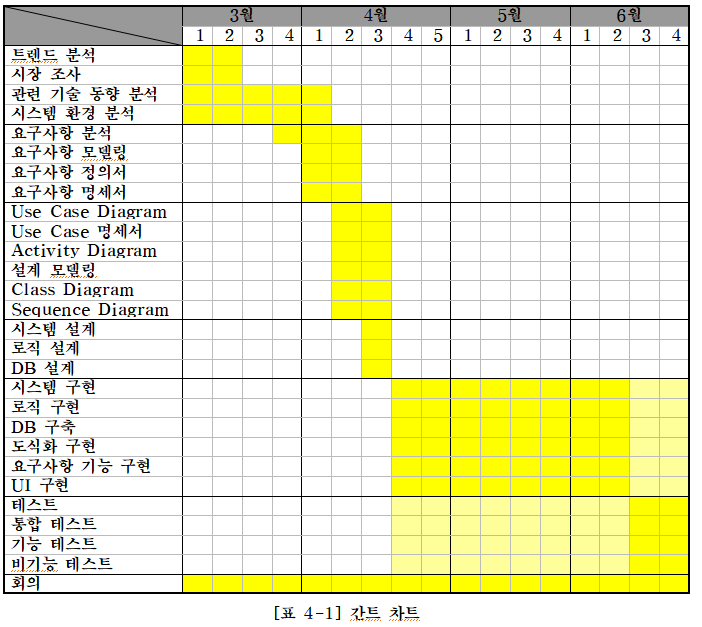 3월 4월 5월 6월
1 2 3 4 1 2 3 4 5 1 2 3 4 1 2 3 4
트렌드 분석
시장 조사
관련 기술 동향 분석
시스템 환경 분석
요구사항 분석
요구사항 모델링
요구사항 정의서
요구사항 명세서
Use Case Diagram
Use Case 명세서
Activity Diagram
설계 모델링
Class Diagram
Sequence Diagram
시스템 설계
로직 설계
DB 설계
시스템 구현
로직 구현
DB 구축
도식화 구현
요구사항 기능 구현
UI 구현
테스트
통합 테스트
기능 테스트
비기능 테스트
회의
[표 4-1] 간트 차트